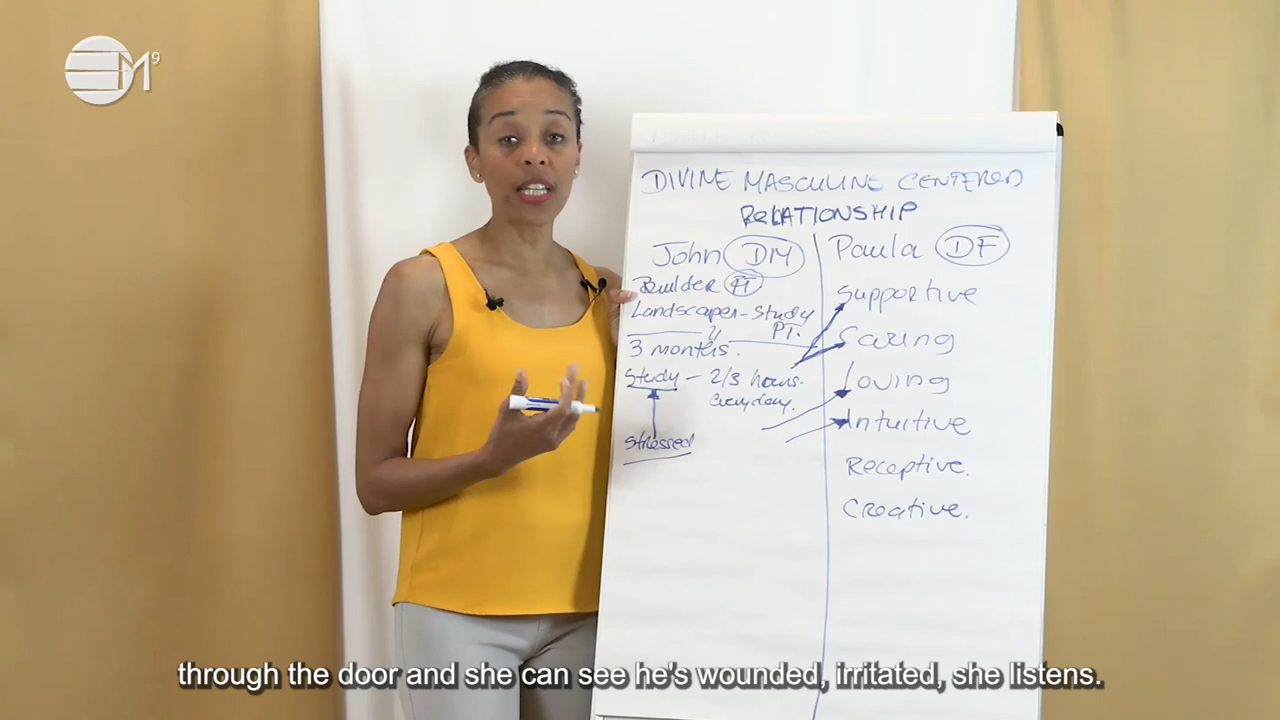 EM9
DIVINE MASCULINE CENTERED
RELATIONSHIP
John DM
Builder PT
Landscaper - Study
PT.
3 months.
Study - 2/3 hours.
everyday.
Stressed
Paula DF
Supportive
Caring
loving
Intuitive
Receptive.
Creative.
through the door and she can see he's wounded, irritated, she listens.